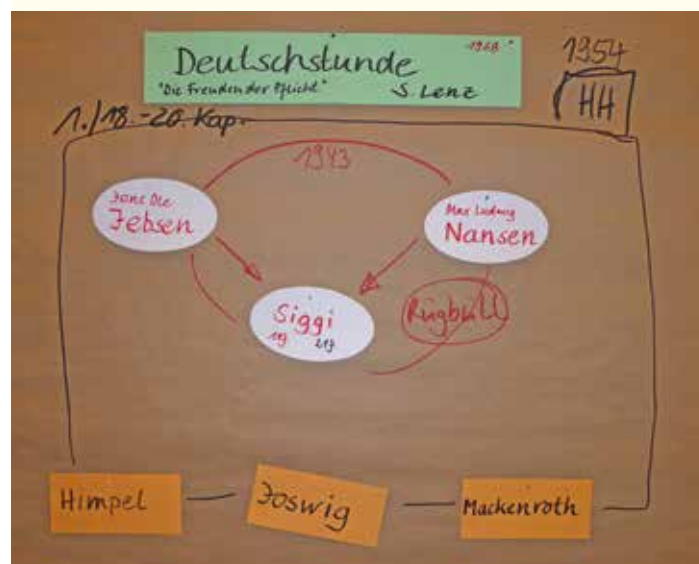 Deutschstunde 1968
"Die Freuden der Pflicht" S. Lenz
1954
HH
1./18.-20. Kap.
1943
Jens Ole
Jepsen
Max Ludwig
Nansen
Siggi
Rugbüll
Himpel
Joswig
Mackenroth